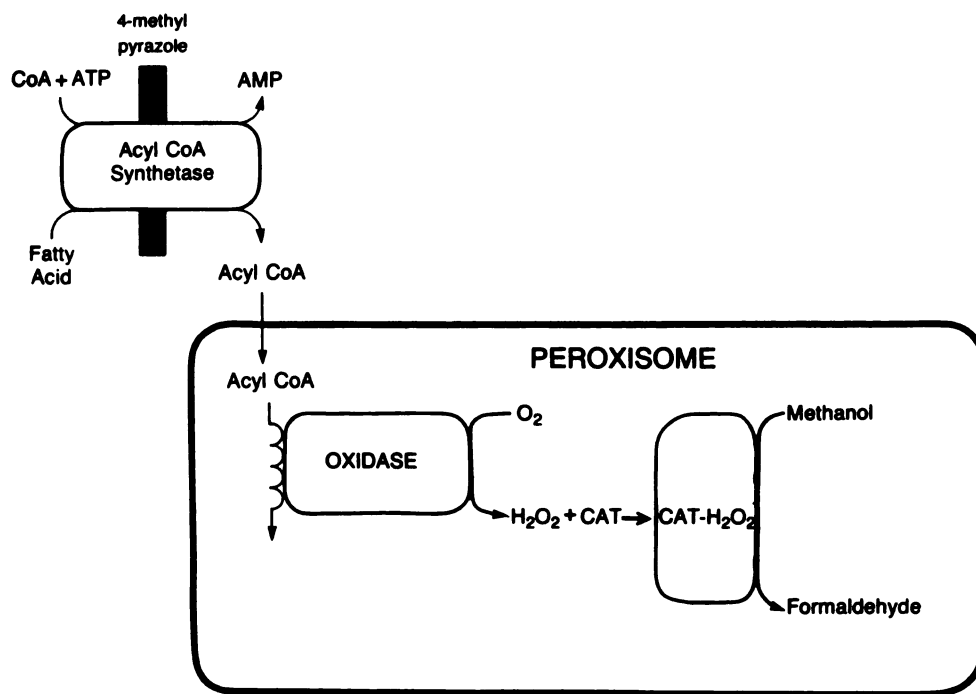 4-methyl
pyrazole
CoA + ATP
AMP
Acyl CoA
Synthetase
Fatty
Acid
Acyl CoA
PEROXISOME
Acyl CoA
O₂
Methanol
OXIDASE
H₂O₂ + CAT
CAT-H₂O₂
Formaldehyde